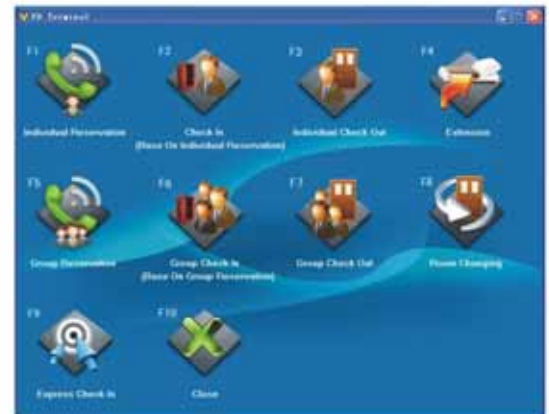 F1 F2 F3 F4
Individual Reservation
Check In
(Base On Individual Reservation)
Individual Check Out
Extension
F5 F6 F7 F8
Group Reservation
Group Check In
(Base On Group Reservation)
Group Check Out
Room Changing
F9 F10
Express Check In
Close